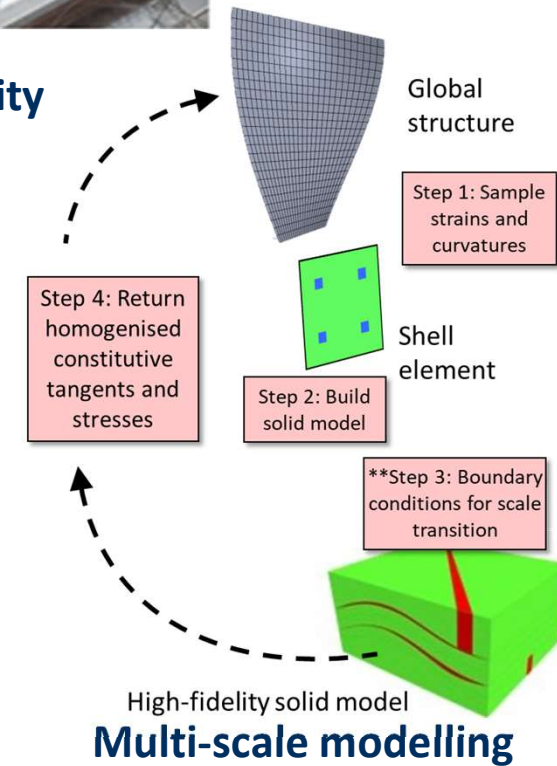 ity
Global
structure
Step 1: Sample
strains and
curvatures
Step 4: Return
homogenised
constitutive
tangents and
stresses
Shell
element
Step 2: Build
solid model
**Step 3: Boundary
conditions for scale
transition
High-fidelity solid model
Multi-scale modelling